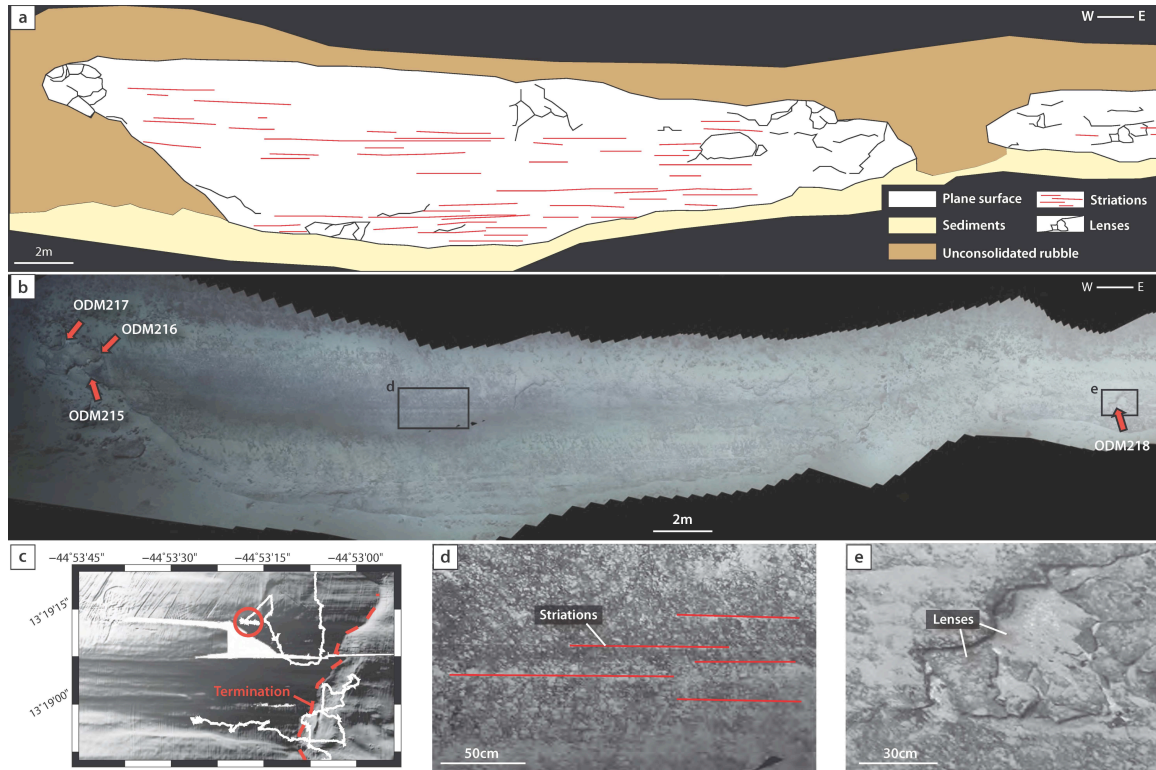 a
W E
Plane surface
Striations
Sediments
Lenses
Unconsolidated rubble
2m
b
W E
ODM217
ODM216
d
ODM215
e
ODM218
2m
c
−44°53'45" −44°53'30" −44°53'15" −44°53'00"
13°19'15"
13°19'00"
Termination
d
Striations
50cm
e
Lenses
30cm